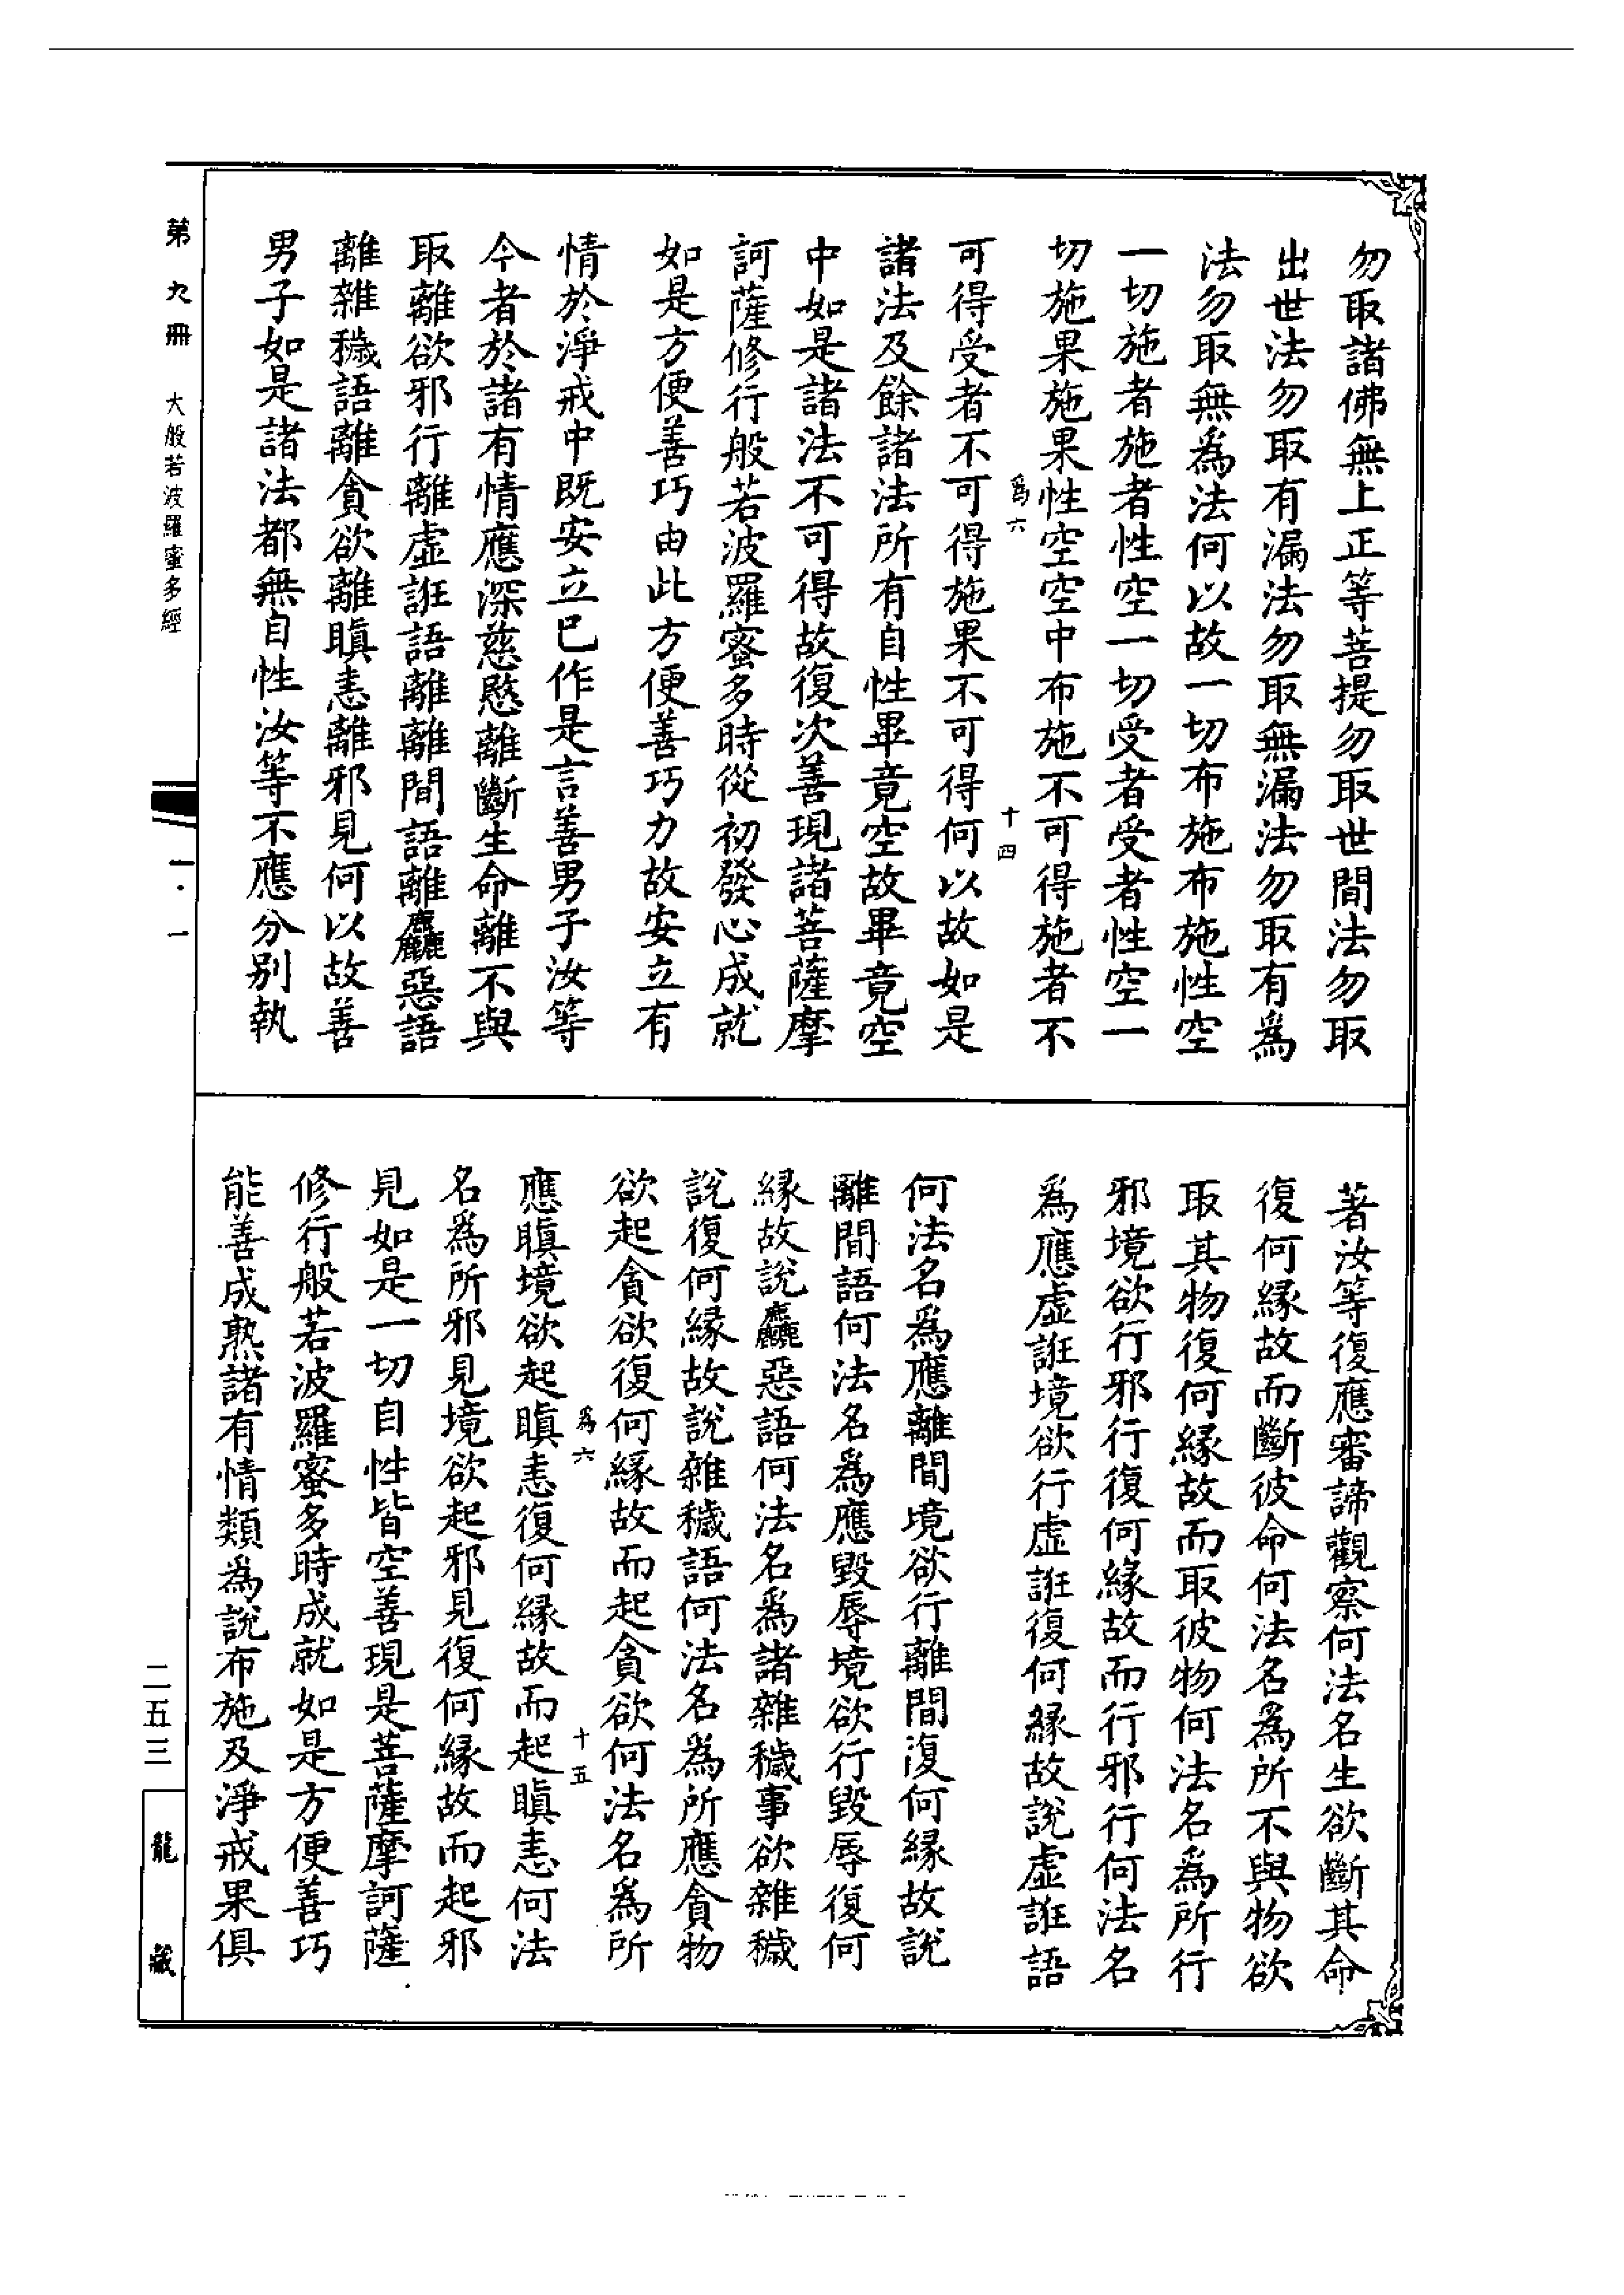 勿取諸佛無上正等菩提勿取世間法勿取
出世法勿取有漏法勿取無漏法勿取有爲
法勿取無爲法何以故一切布施布施性空
一切施者施者性空一切受者受者性空一
切施果施果性空空中布施不可得施者不
爲六
十四
可得受者不可得施果不可得何以故如是
諸法及餘諸法所有自性畢竟空故畢竟空
中如是諸法不可得故復次善現諸菩薩摩
訶薩修行般若波羅蜜多時從初發心成就
如是方便善巧由此方便善巧力故安立有
情於淨戒中既安立已作是言善男子汝等
今者於諸有情應深慈愍離斷生命離不與
取離欲邪行離虛誑語離離間語離麤惡語
離雜穢語離貪欲離瞋恚離邪見何以故善
男子如是諸法都無自性汝等不應分別執
著汝等復應審諦觀察何法名生欲斷其命
復何緣故而斷彼命何法名爲所不與物欲
取其物復何緣故而取彼物何法名爲所行
邪境欲行邪行復何緣故而行邪行何法名
爲應虛誑境欲行虛誑復何緣故說虛誑語
何法名爲應離間境欲行離間復何緣故說
離間語何法名爲應毀辱境欲行毀辱復何
緣故說麤惡語何法名爲諸雜穢事欲雜穢
說復何緣故說雜穢語何法名爲所應貪物
欲起貪欲復何緣故而起貪欲何法名爲所
爲六
十五
應瞋境欲起瞋恚復何緣故而起瞋恚何法
名爲所邪見境欲起邪見復何緣故而起邪
見如是一切自性皆空善現是菩薩摩訶薩
修行般若波羅蜜多時成就如是方便善巧
能善成熟諸有情類爲說布施及淨戒果俱
第九冊
大般若波羅蜜多經
一·一
二五三
龍藏